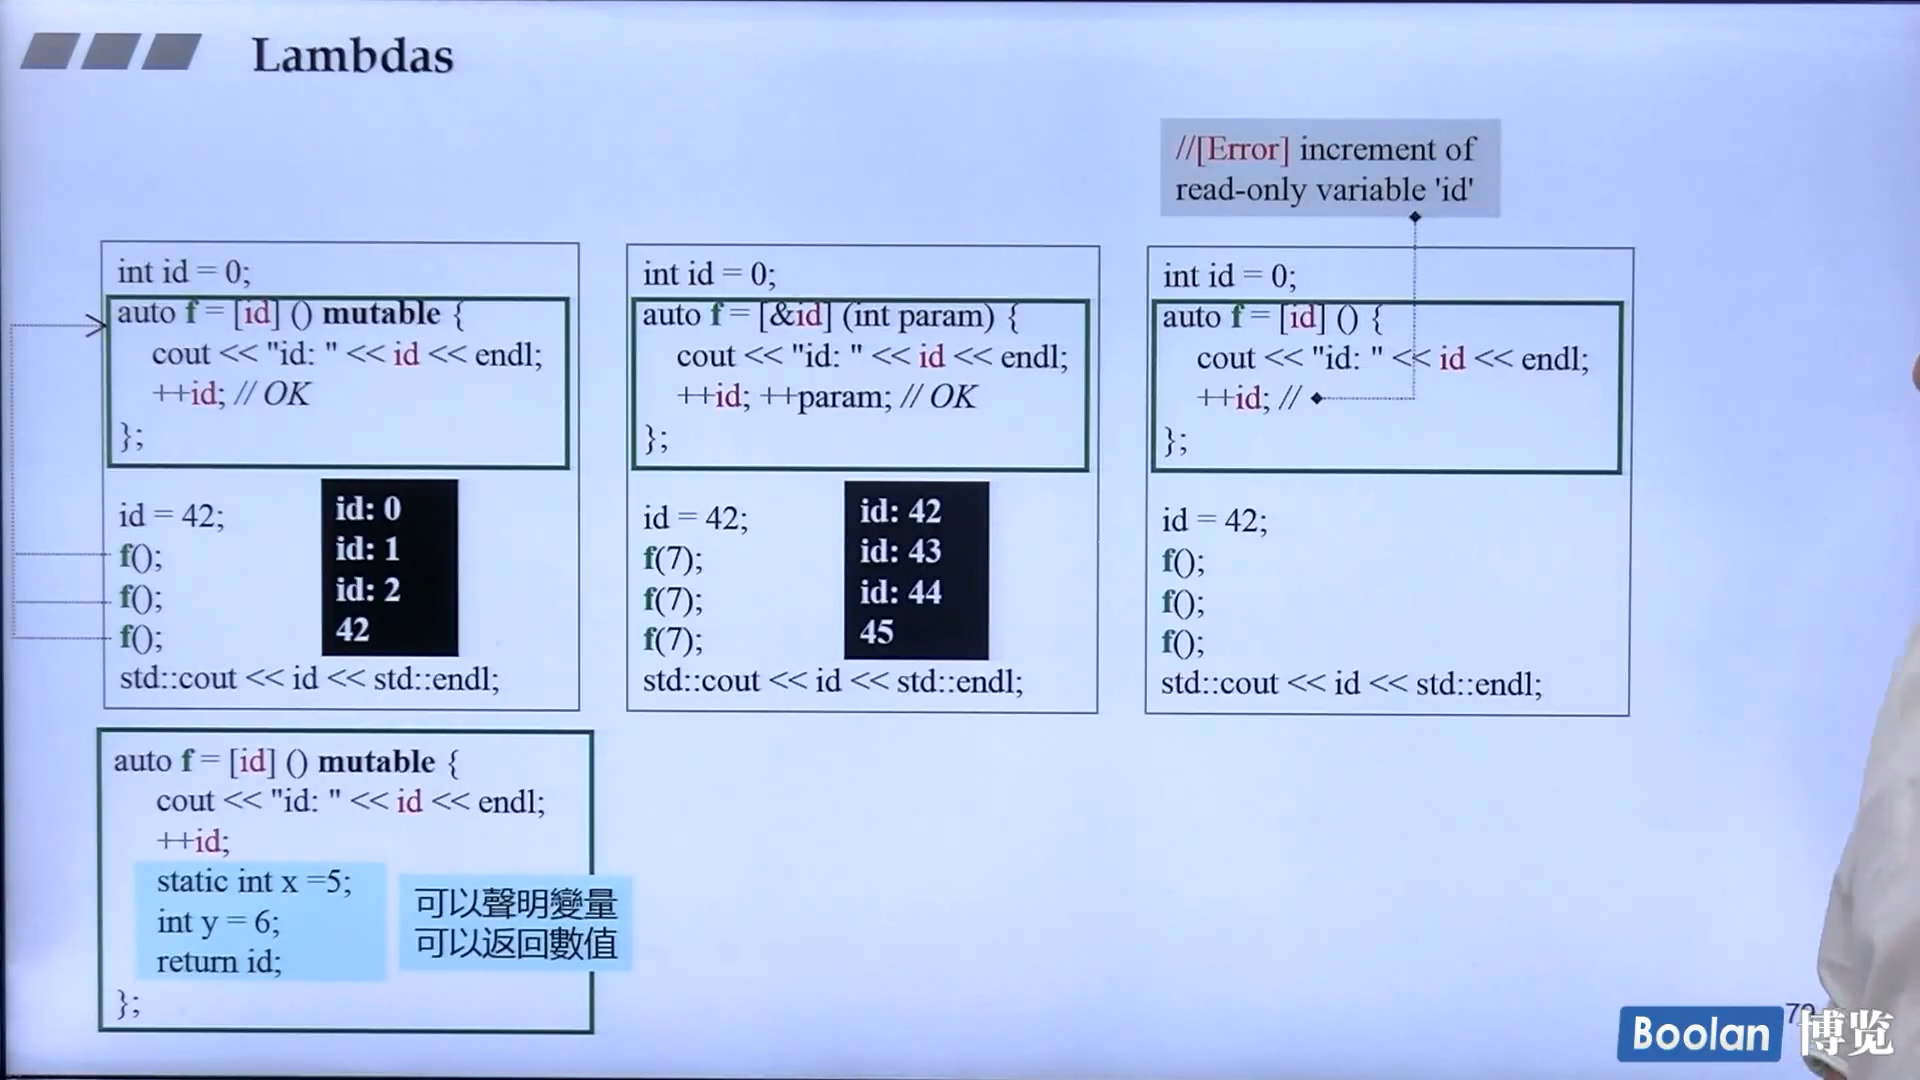 Lambdas
//[Error] increment of
read-only variable 'id'
int id = 0;
auto f = [id] () mutable {
cout << "id: " << id << endl;
++id; // OK
};
id = 42;
f();
f();
f();
std::cout << id << std::endl;
id: 0
id: 1
id: 2
42
int id = 0;
auto f = [&id] (int param) {
cout << "id: " << id << endl;
++id; ++param; // OK
};
id = 42;
f(7);
f(7);
f(7);
std::cout << id << std::endl;
id: 42
id: 43
id: 44
45
int id = 0;
auto f = [id] () {
cout << "id: " << id << endl;
++id; //
};
id = 42;
f();
f();
f();
std::cout << id << std::endl;
auto f = [id] () mutable {
cout << "id: " << id << endl;
++id;
static int x =5;
int y = 6;
return id;
};
可以聲明變量
可以返回數值
Boolan 博览